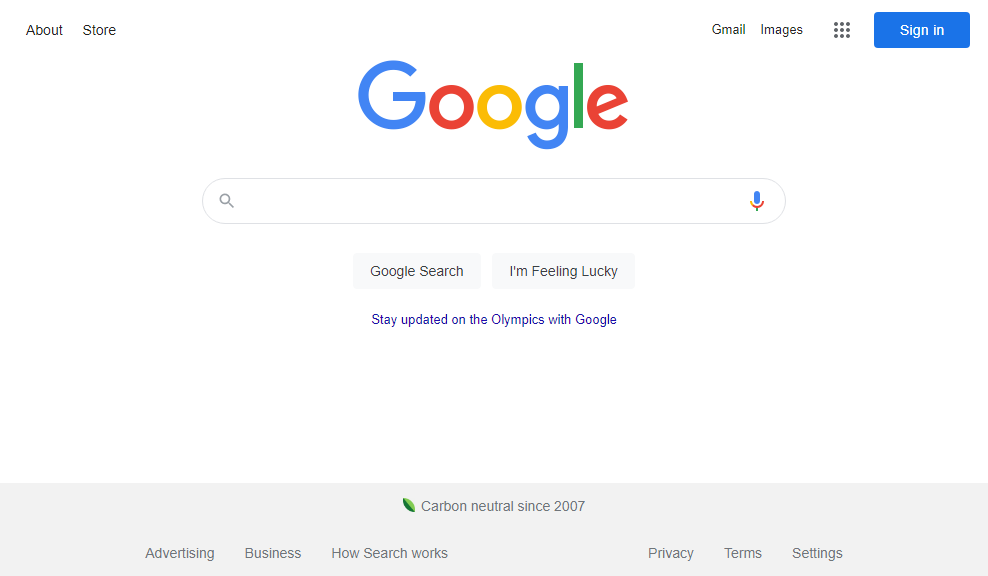 About Store Gmail Images Sign in
Google
Google Search I'm Feeling Lucky
Stay updated on the Olympics with Google
Carbon neutral since 2007
Advertising Business How Search works Privacy Terms Settings